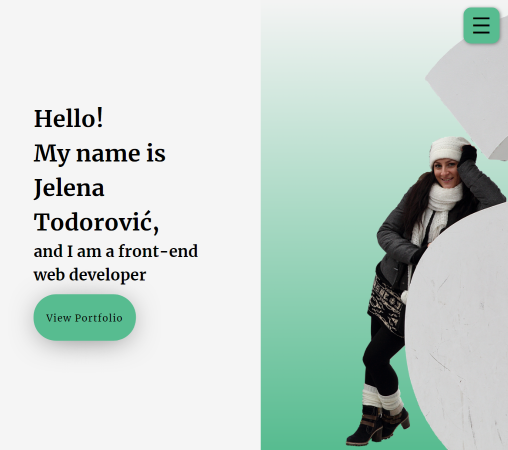 Hello!
My name is
Jelena
Todorović,
and I am a front-end
web developer
View Portfolio